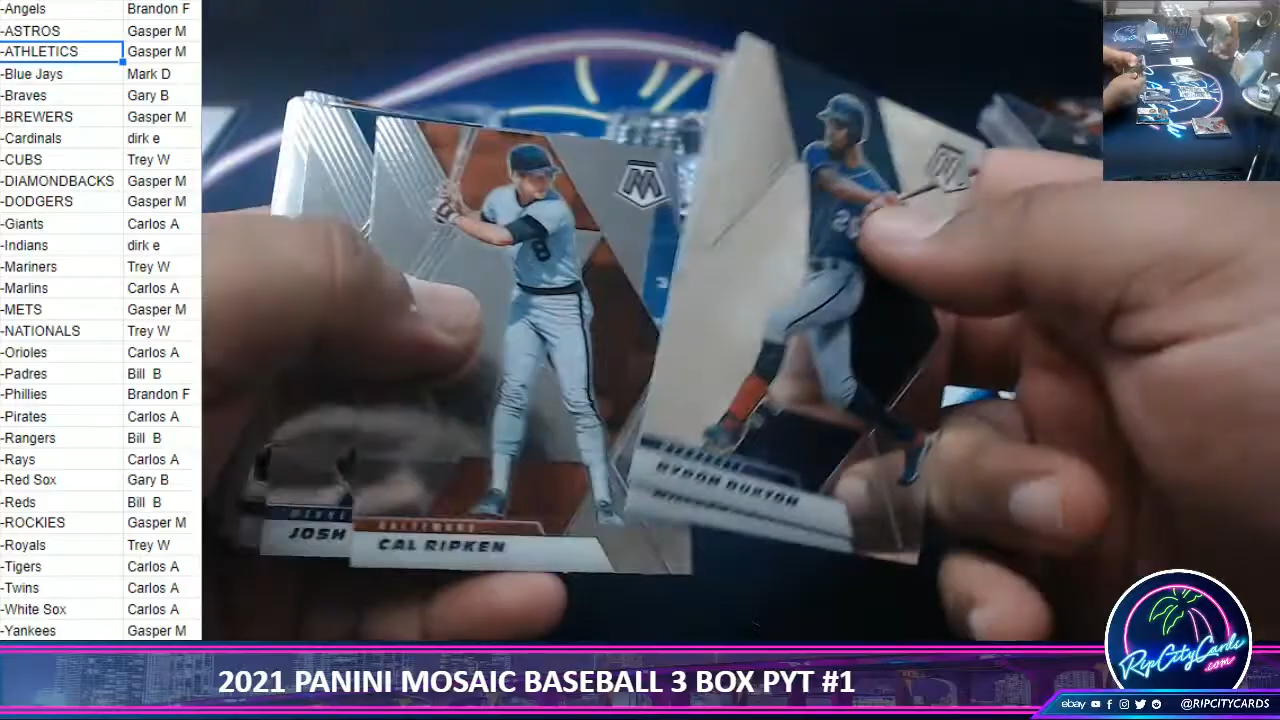 -Angels Brandon F
-ASTROS Gasper M
-ATHLETICS Gasper M
-Blue Jays Mark D
-Braves Gary B
-BREWERS Gasper M
-Cardinals dirk e
-CUBS Trey W
-DIAMONDBACKS Gasper M
-DODGERS Gasper M
-Giants Carlos A
-Indians dirk e
-Mariners Trey W
-Marlins Carlos A
-METS Gasper M
-NATIONALS Trey W
-Orioles Carlos A
-Padres Bill B
-Phillies Brandon F
-Pirates Carlos A
-Rangers Bill B
-Rays Carlos A
-Red Sox Gary B
-Reds Bill B
-ROCKIES Gasper M
-Royals Trey W
-Tigers Carlos A
-Twins Carlos A
-White Sox Carlos A
-Yankees Gasper M
M
8
BALTIMORE
CAL RIPKEN
JOSH
M
BYRON BUXTON
2021 PANINI MOSAIC BASEBALL 3 BOX PYT #1
RipCityCards
.com
ebay @RIPCITYCARDS